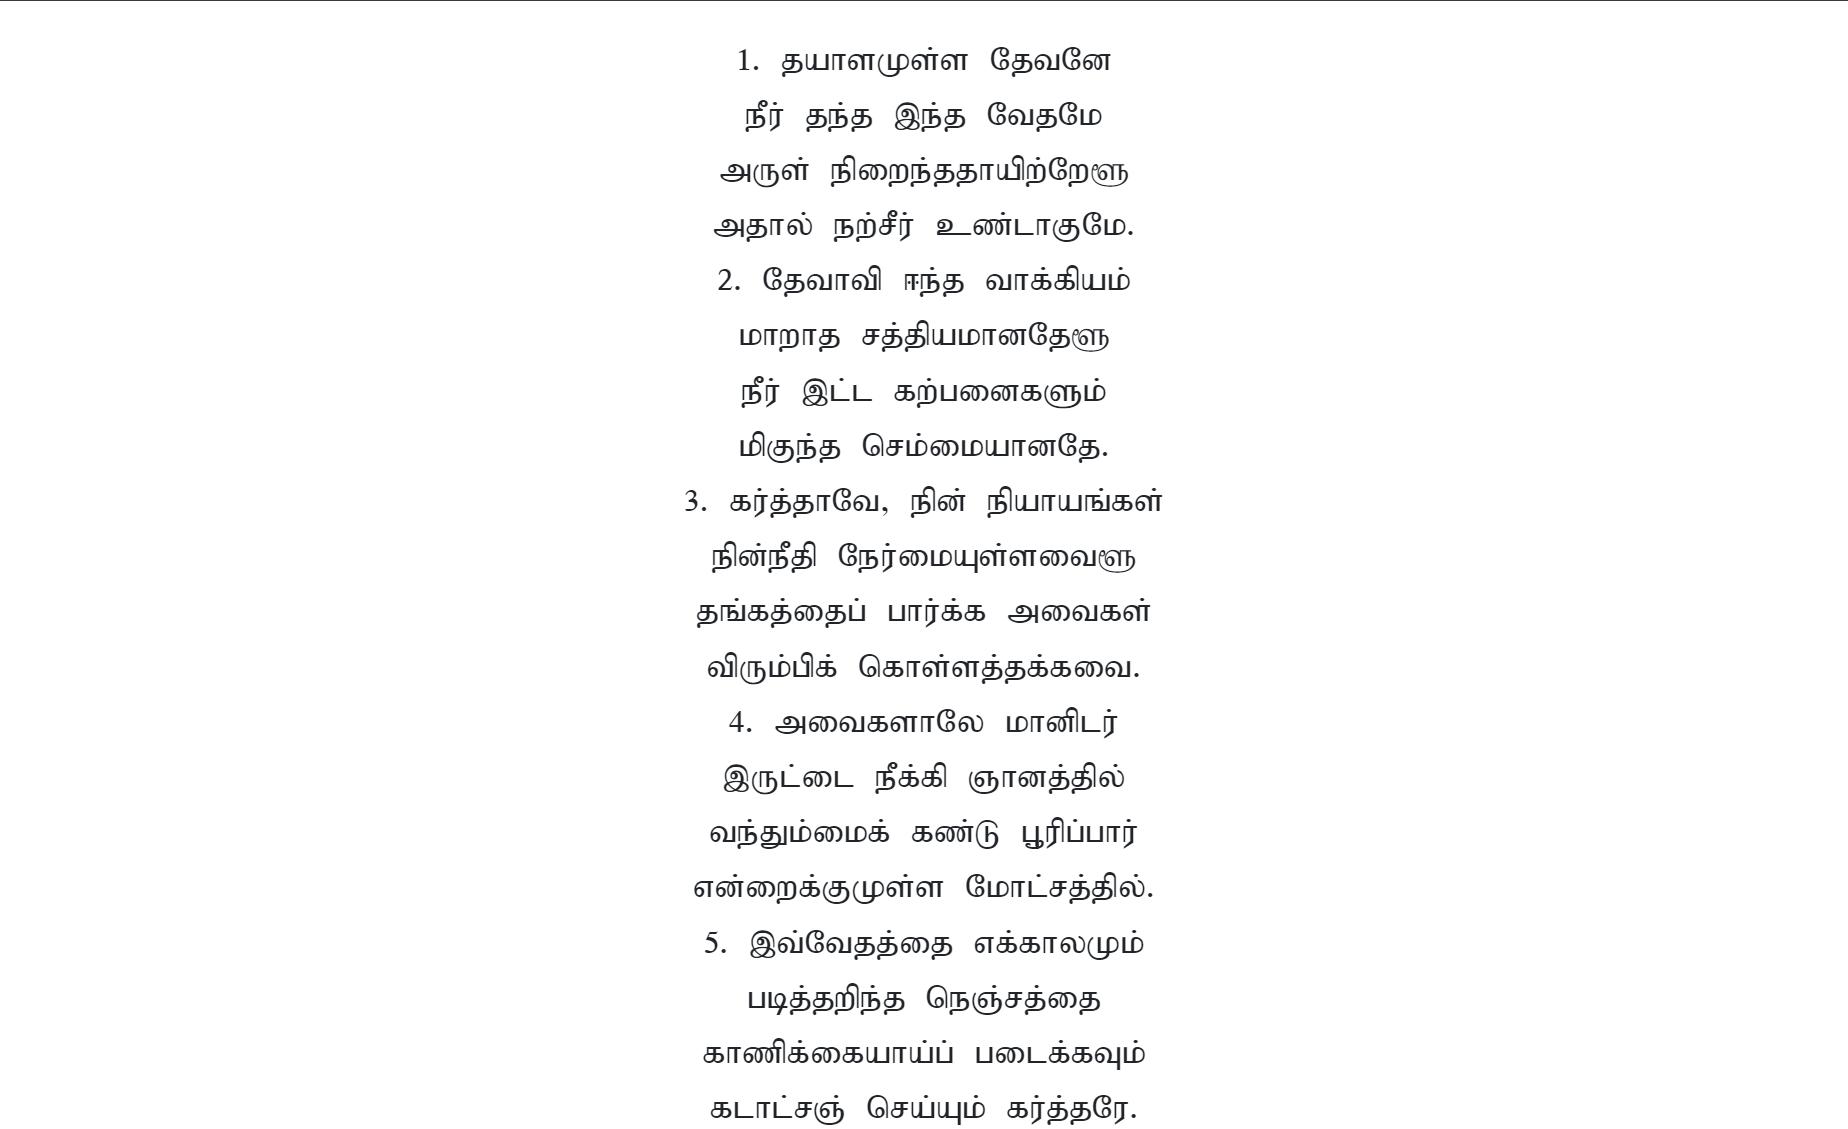 1. தயாளமுள்ள தேவனே
நீர் தந்த இந்த வேதமே
அருள் நிறைந்ததாயிற்றேளூ
அதால் நற்சீர் உண்டாகுமே.
2. தேவாவி ஈந்த வாக்கியம்
மாறாத சத்தியமானதேளூ
நீர் இட்ட கற்பனைகளும்
மிகுந்த செம்மையானதே.
3. கர்த்தாவே, நின் நியாயங்கள்
நின்நீதி நேர்மையுள்ளவைளூ
தங்கத்தைப் பார்க்க அவைகள்
விரும்பிக் கொள்ளத்தக்கவை.
4. அவைகளாலே மானிடர்
இருட்டை நீக்கி ஞானத்தில்
வந்தும்மைக் கண்டு பூரிப்பார்
என்றைக்குமுள்ள மோட்சத்தில்.
5. இவ்வேதத்தை எக்காலமும்
படித்தறிந்த நெஞ்சத்தை
காணிக்கையாய்ப் படைக்கவும்
கடாட்சஞ் செய்யும் கர்த்தரே.